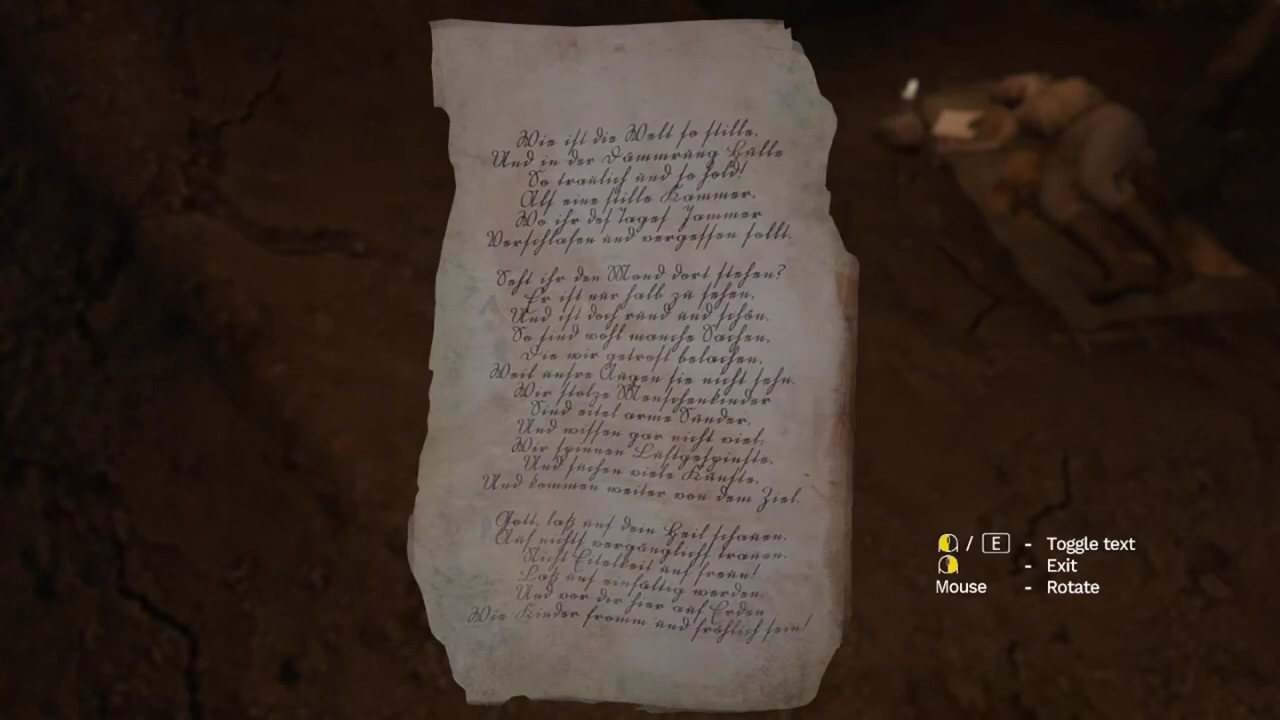 Wie ist die Welt so stille,
Und in der Dämmrung Hülle
So traulich und so hold!
Als eine stille Kammer,
Wo ihr des Tages Jammer
Verschlafen und vergessen sollt.
Seht ihr den Mond dort stehen?
Er ist nur halb zu sehen,
Und ist doch rund und schön.
So sind wohl manche Sachen,
Die wir getrost belachen,
Weil unsre Augen sie nicht sehn.
Wir stolze Menschenkinder
Sind eitel arme Sünder,
Und wissen gar nicht viel;
Wir spinnen Luftgespinste,
Und suchen viele Künste,
Und kommen weiter von dem Ziel.
Gott, laß uns dein Heil schauen,
Auf nichts vergänglichs trauen,
Nicht Eitelkeit uns freun!
Laß uns einfältig werden,
Und vor dir hier auf Erden
Wie Kinder fromm und fröhlich sein!
/ E - Toggle text
- Exit
Mouse - Rotate